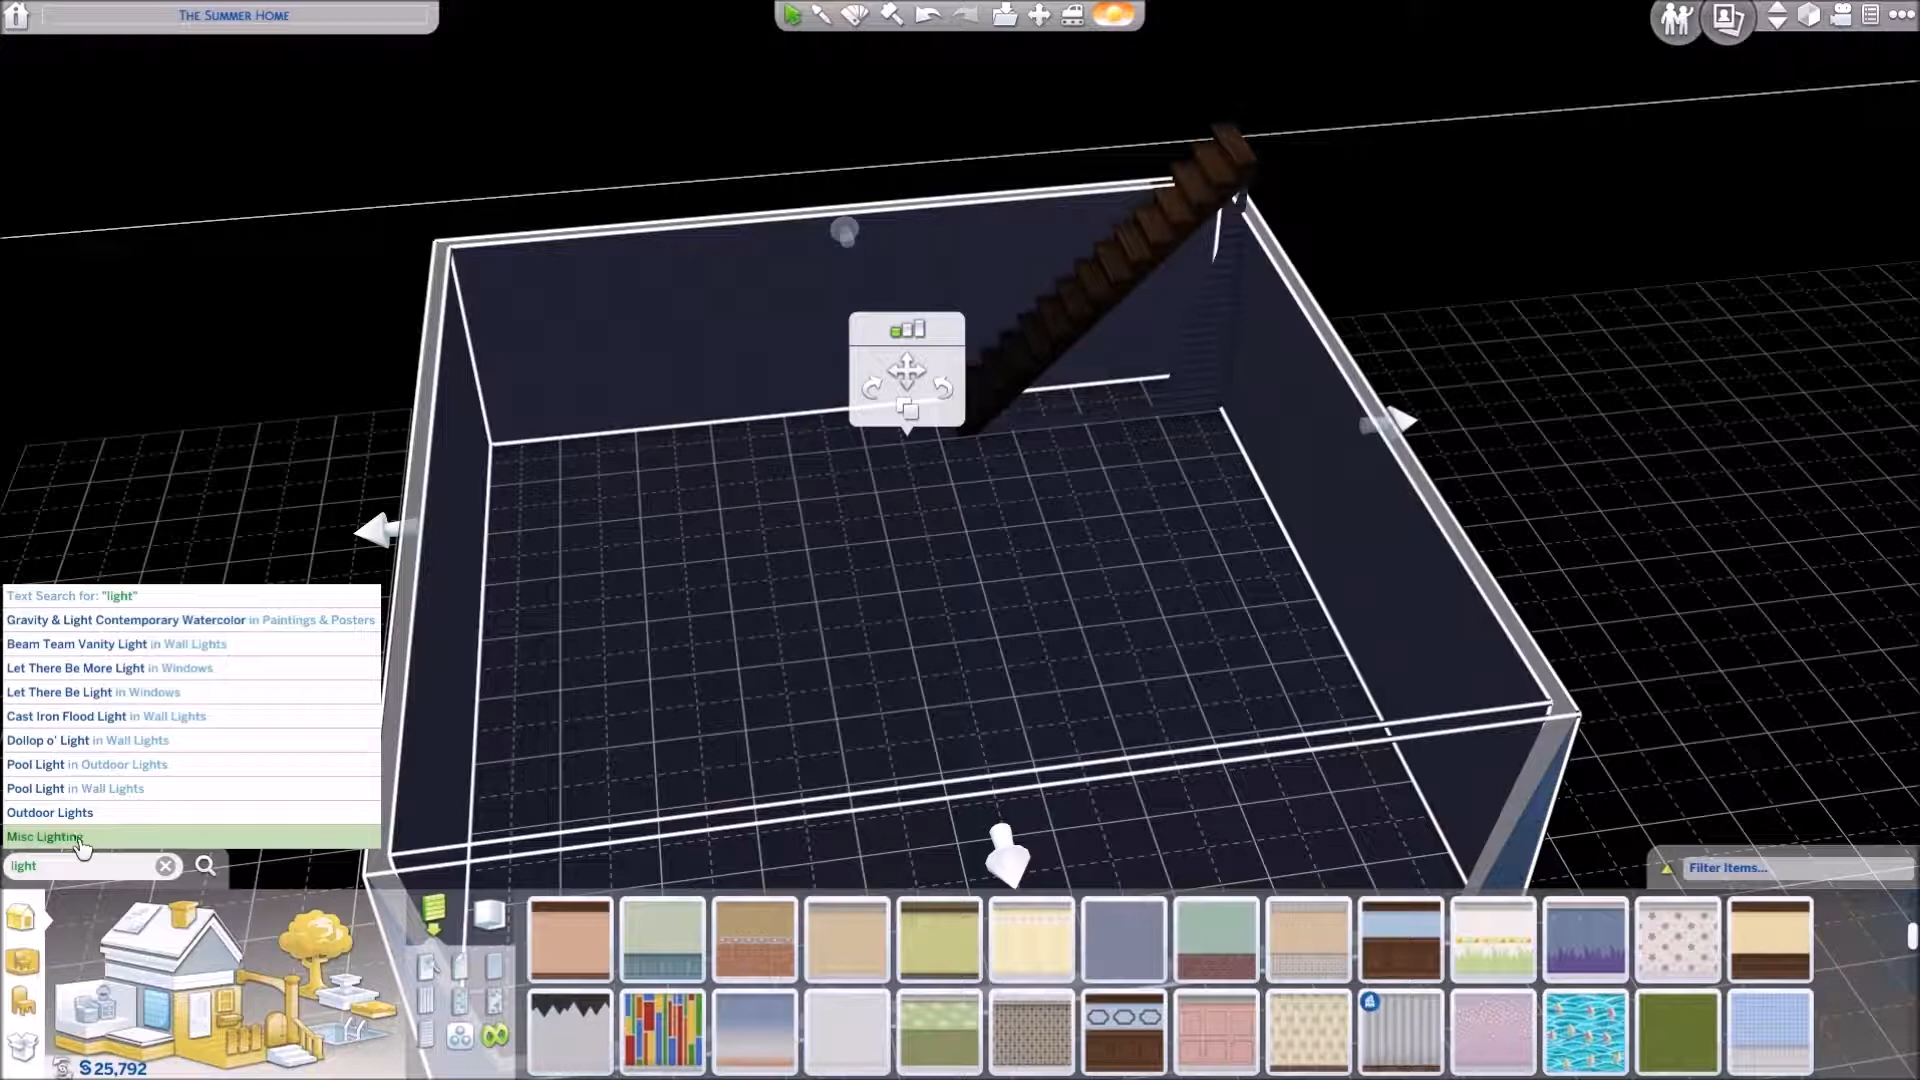 The Summer Home
Text Search for: "light"
Gravity & Light Contemporary Watercolor in Paintings & Posters
Beam Team Vanity Light in Wall Lights
Let There Be More Light in Windows
Let There Be Light in Windows
Cast Iron Flood Light in Wall Lights
Dollop o' Light in Wall Lights
Pool Light in Outdoor Lights
Pool Light in Wall Lights
Outdoor Lights
Misc Lighting
light
Filter Items...
§25,792